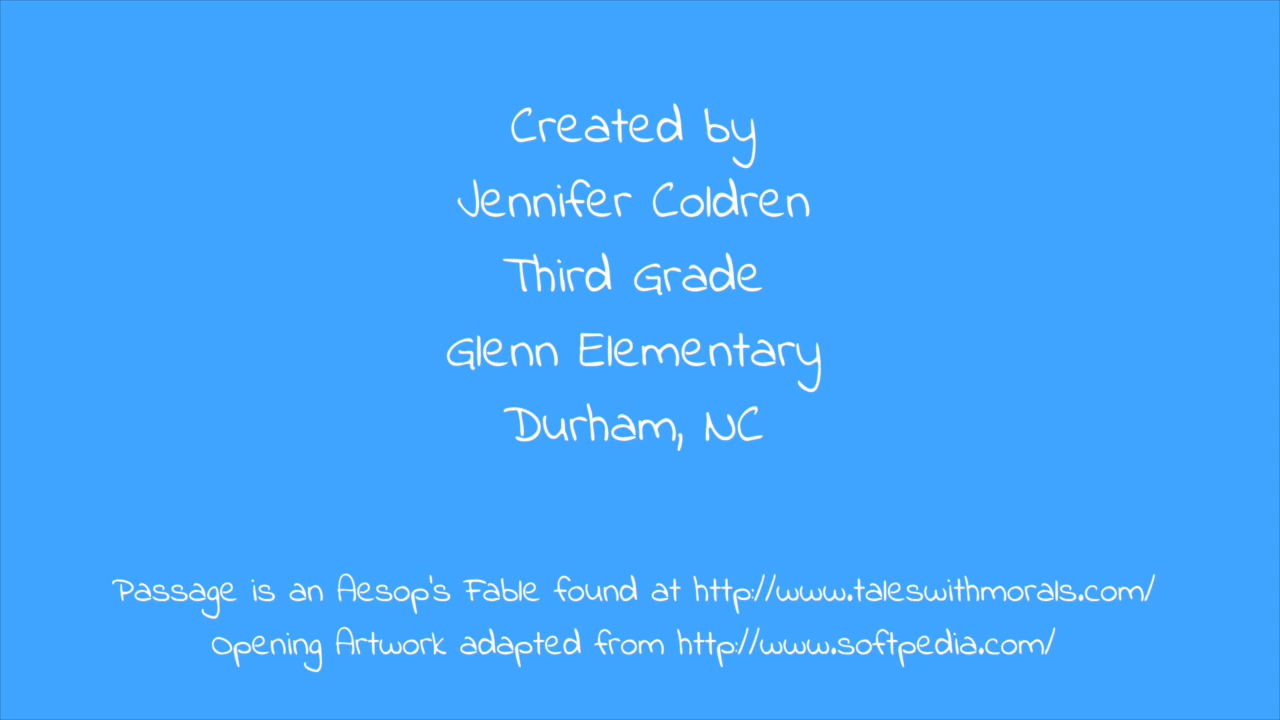 Created by
Jennifer Coldren
Third Grade
Glenn Elementary
Durham, NC
Passage is an Aesop's Fable found at http://www.taleswithmorals.com/
Opening Artwork adapted from http://www.softpedia.com/